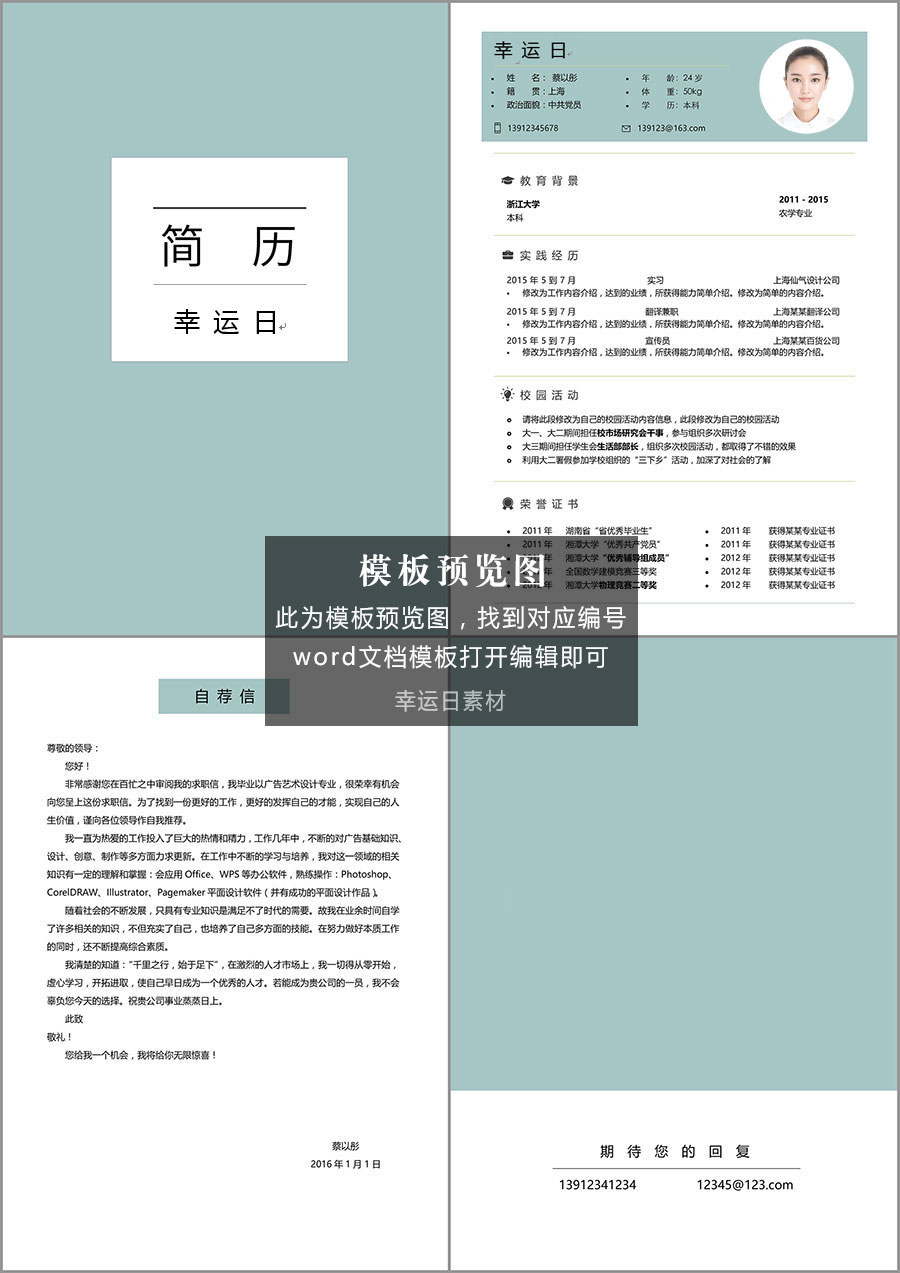 简 历
幸运日
幸运日
姓 名： 蔡以彤
年 龄：24 岁
籍 贯：上海
体 重：50kg
政治面貌：中共党员
学 历：本科
13912345678
139123@163.com
教育背景
浙江大学
2011 - 2015
本科
农学专业
实践经历
2015 年 5 到 7 月 实习 上海仙气设计公司
修改为工作内容介绍，达到的业绩，所获得能力简单介绍。修改为简单的内容介绍。
2015 年 5 到 7 月 翻译兼职 上海某某翻译公司
修改为工作内容介绍，达到的业绩，所获得能力简单介绍。修改为简单的内容介绍。
2015 年 5 到 7 月 宣传员 上海某某百货公司
修改为工作内容介绍，达到的业绩，所获得能力简单介绍。修改为简单的内容介绍。
校园活动
请将此段修改为自己的校园活动内容信息，此段修改为自己的校园活动
大一、大二期间担任校市场研究会干事，参与组织多次研讨会
大三期间担任学生会生活部部长，组织多次校园活动，都取得了不错的效果
利用大二署假参加学校组织的“三下乡”活动，加深了对社会的了解
荣誉证书
2011 年 湖南省“省优秀毕业生” 2011 年 获得某某专业证书
2011 年 湘潭大学“优秀共产党员” 2011 年 获得某某专业证书
湘潭大学“优秀辅导组成员” 2012 年 获得某某专业证书
全国数学建模竞赛三等奖 2012 年 获得某某专业证书
湘潭大学物理竞赛二等奖 2012 年 获得某某专业证书
模板预览图
此为模板预览图，找到对应编号
word文档模板打开编辑即可
幸运日素材
自荐信
尊敬的领导：
您好！
非常感谢您在百忙之中审阅我的求职信，我毕业以广告艺术设计专业，很荣幸有机会
向您呈上这份求职信。为了找到一份更好的工作，更好的发挥自己的才能，实现自己的人
生价值，谨向各位领导作自我推荐。
我一直为热爱的工作投入了巨大的热情和精力，工作几年中，不断的对广告基础知识、
设计、创意、制作等多方面力求更新。在工作中不断的学习与培养，我对这一领域的相关
知识有一定的理解和掌握：会应用 Office、WPS 等办公软件，熟练操作：Photoshop、
CorelDRAW、Illustrator、Pagemaker 平面设计软件（并有成功的平面设计作品）。
随着社会的不断发展，只具有专业知识是满足不了时代的需要。故我在业余时间自学
了许多相关的知识，不但充实了自己，也培养了自己多方面的技能。在努力做好本质工作
的同时，还不断提高综合素质。
我清楚的知道：“千里之行，始于足下”，在激烈的人才市场上，我一切得从零开始，
虚心学习，开拓进取，使自己早日成为一个优秀的人才。若能成为贵公司的一员，我不会
辜负您今天的选择。祝贵公司事业蒸蒸日上。
此致
敬礼！
您给我一个机会，我将给你无限惊喜！
蔡以彤
2016 年 1 月 1 日
期待您的回复
13912341234
12345@123.com